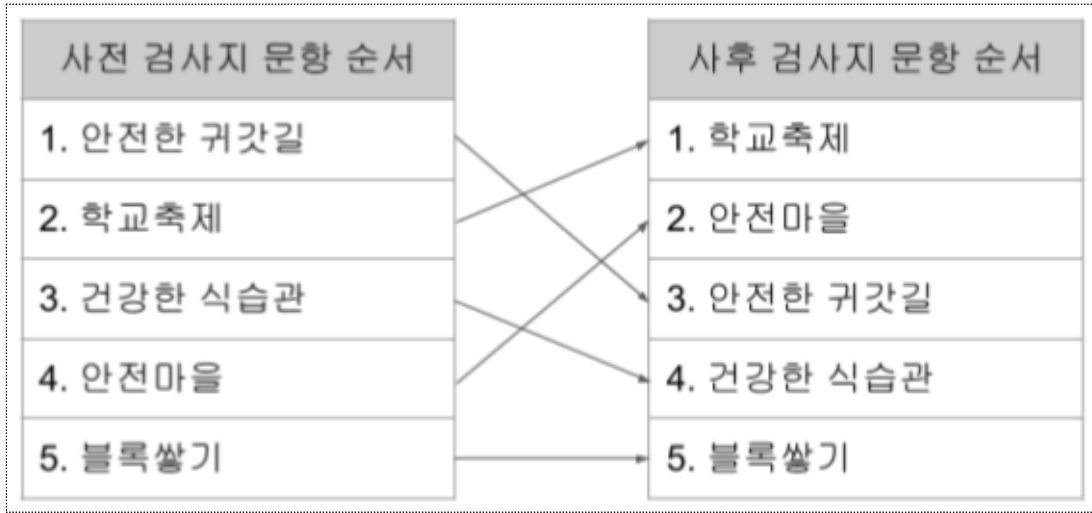 사전 검사지 문항 순서
1. 안전한 귀갓길
2. 학교축제
3. 건강한 식습관
4. 안전마을
5. 블록쌓기
사후 검사지 문항 순서
1. 학교축제
2. 안전마을
3. 안전한 귀갓길
4. 건강한 식습관
5. 블록쌓기